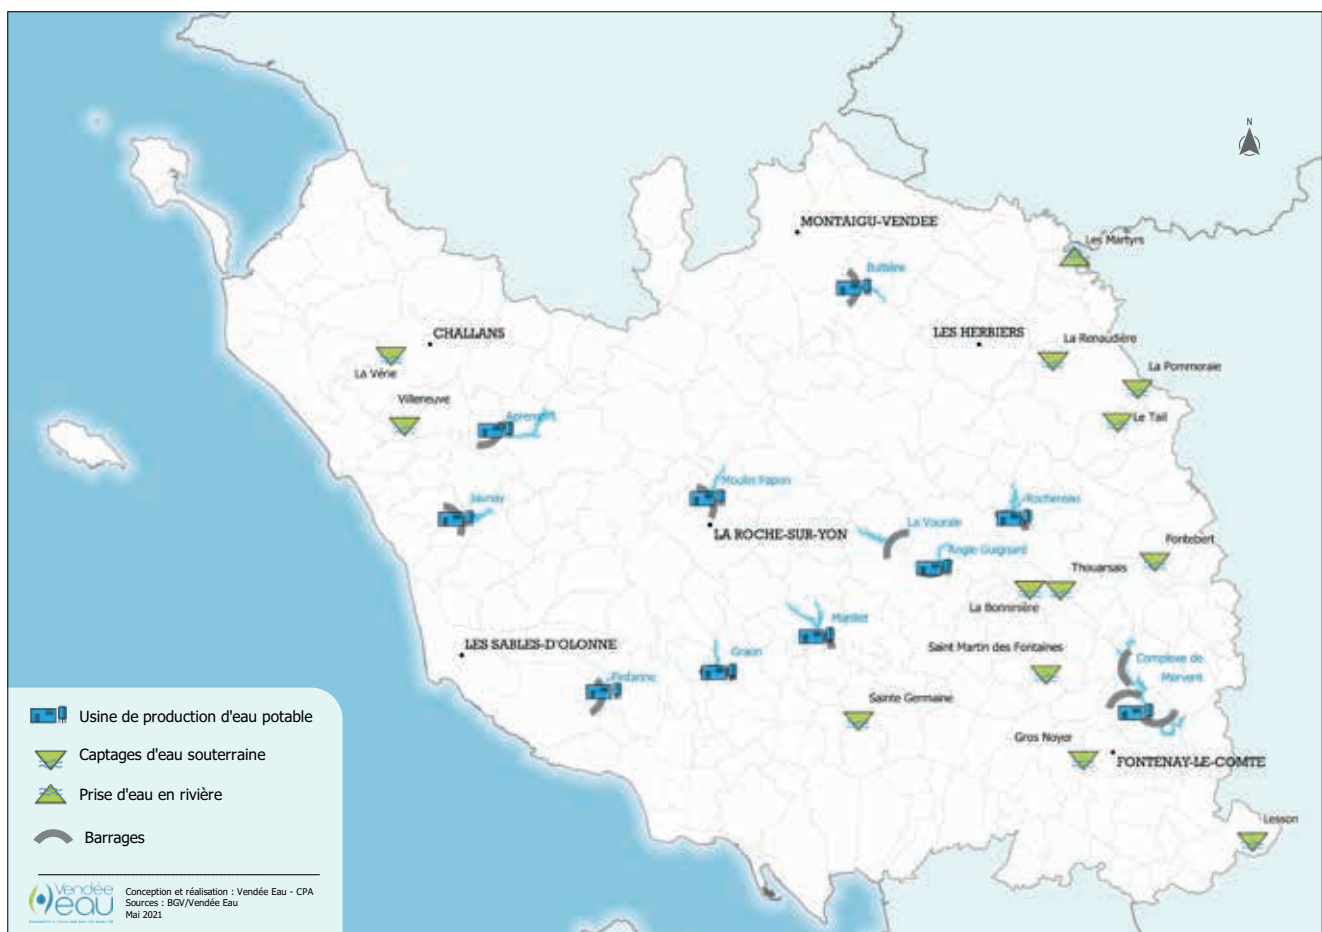 N
MONTAIGU-VENDEE
Les Martyrs
Bultière
CHALLANS
LES HERBIERS
La Renaudière
La Vérie
La Pommeraie
Villeneuve
Apremont
Le Tail
Jaunay
Moulin Papon
Rochereau
LA ROCHE-SUR-YON
La Vouraie
Angle Guignard
Fontebert
Thouarsais
La Bonninière
Marillet
LES SABLES-D'OLONNE
Graon
Saint Martin des Fontaines
Complexe de
Mervent
Finfarine
Sainte Germaine
Gros Noyer
FONTENAY-LE-COMTE
Lesson
Usine de production d'eau potable
Captages d'eau souterraine
Prise d'eau en rivière
Barrages
Vendée
eau
Conception et réalisation : Vendée Eau - CPA
Sources : BGV/Vendée Eau
Mai 2021